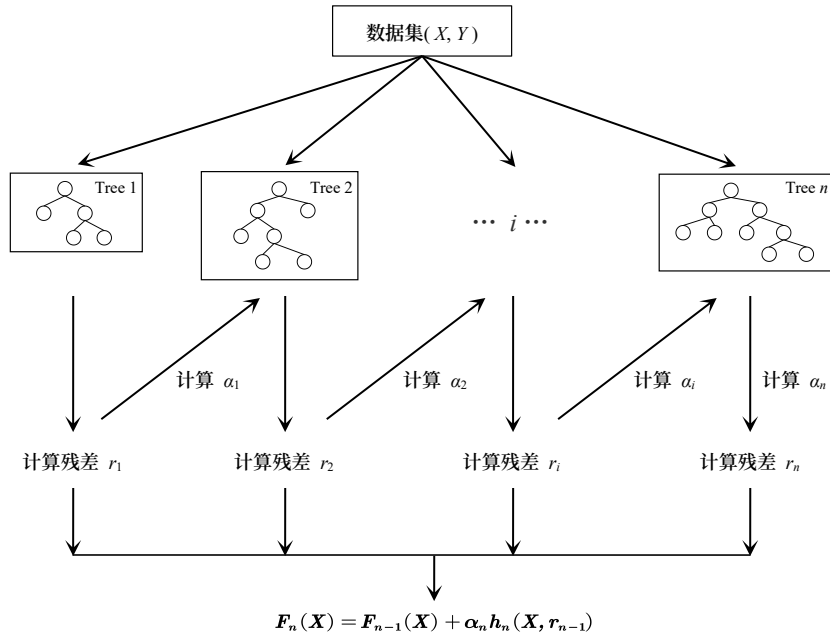 数据集(X, Y)
Tree 1
Tree 2
··· i ···
Tree n
计算 α₁
计算 α₂
计算 αᵢ
计算 αₙ
计算残差 r₁
计算残差 r₂
计算残差 rᵢ
计算残差 rₙ
Fₙ(X) = Fₙ₋₁(X) + αₙhₙ(X, rₙ₋₁)